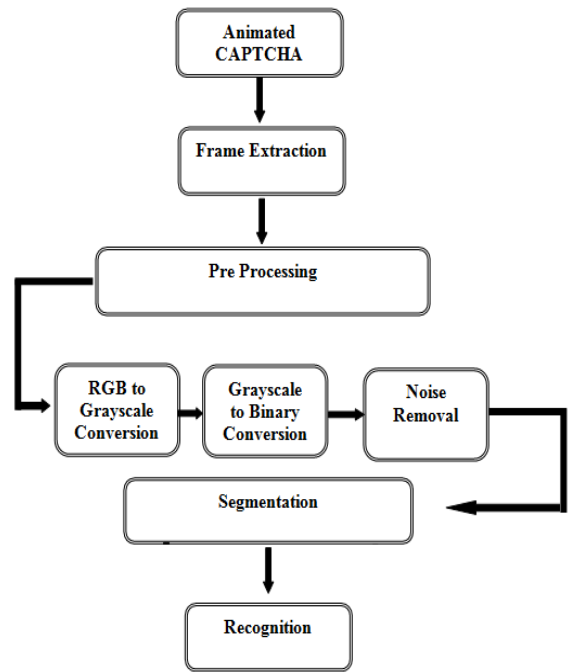 Animated
CAPTCHA
Frame Extraction
Pre Processing
RGB to
Grayscale
Conversion
Grayscale
to Binary
Conversion
Noise
Removal
Segmentation
Recognition